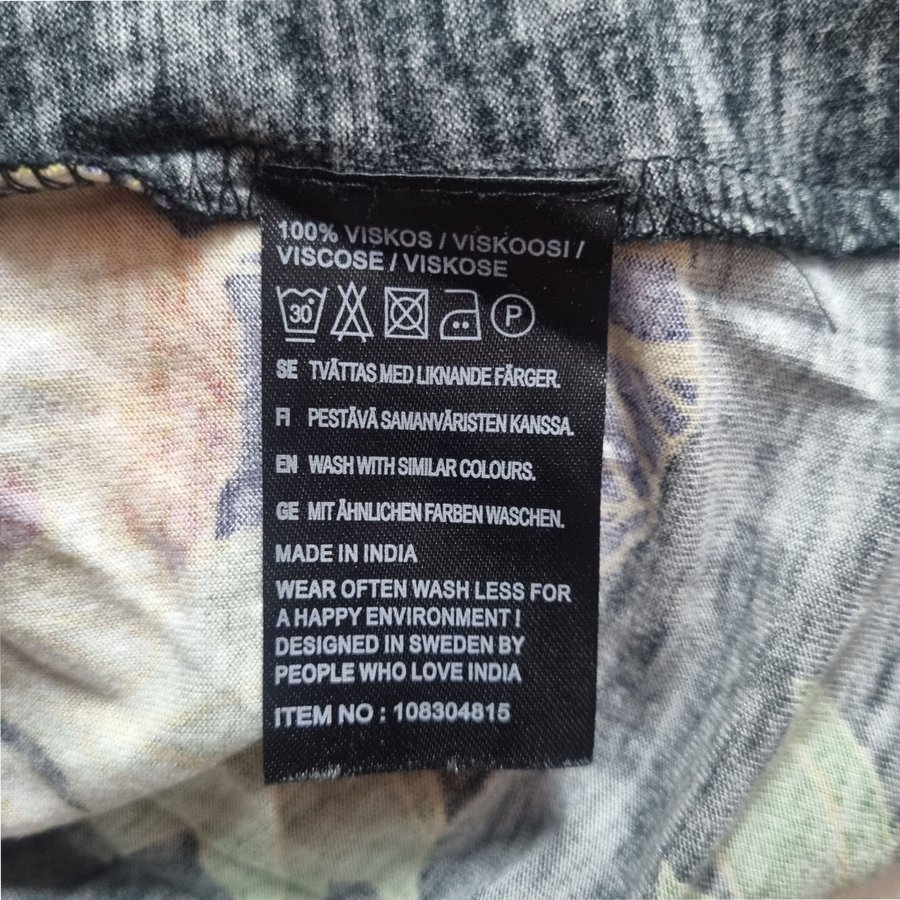 100% VISKOS / VISKOOSI /
VISCOSE / VISKOSE
30 P
SE TVÄTTAS MED LIKNANDE FÄRGER.
FI PESTÄVÄ SAMANVÄRISTEN KANSSA.
EN WASH WITH SIMILAR COLOURS.
GE MIT ÄHNLICHEN FARBEN WASCHEN.
MADE IN INDIA
WEAR OFTEN WASH LESS FOR
A HAPPY ENVIRONMENT !
DESIGNED IN SWEDEN BY
PEOPLE WHO LOVE INDIA
ITEM NO : 108304815